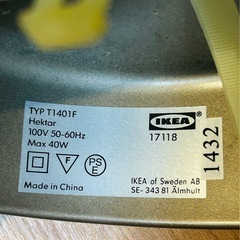 TYP T1401F
Hektar
100V 50-60Hz
Max 40W
IKEA
17118
1432
F
PS
E
Made in China
IKEA of Sweden AB
SE- 343 81 Älmhult